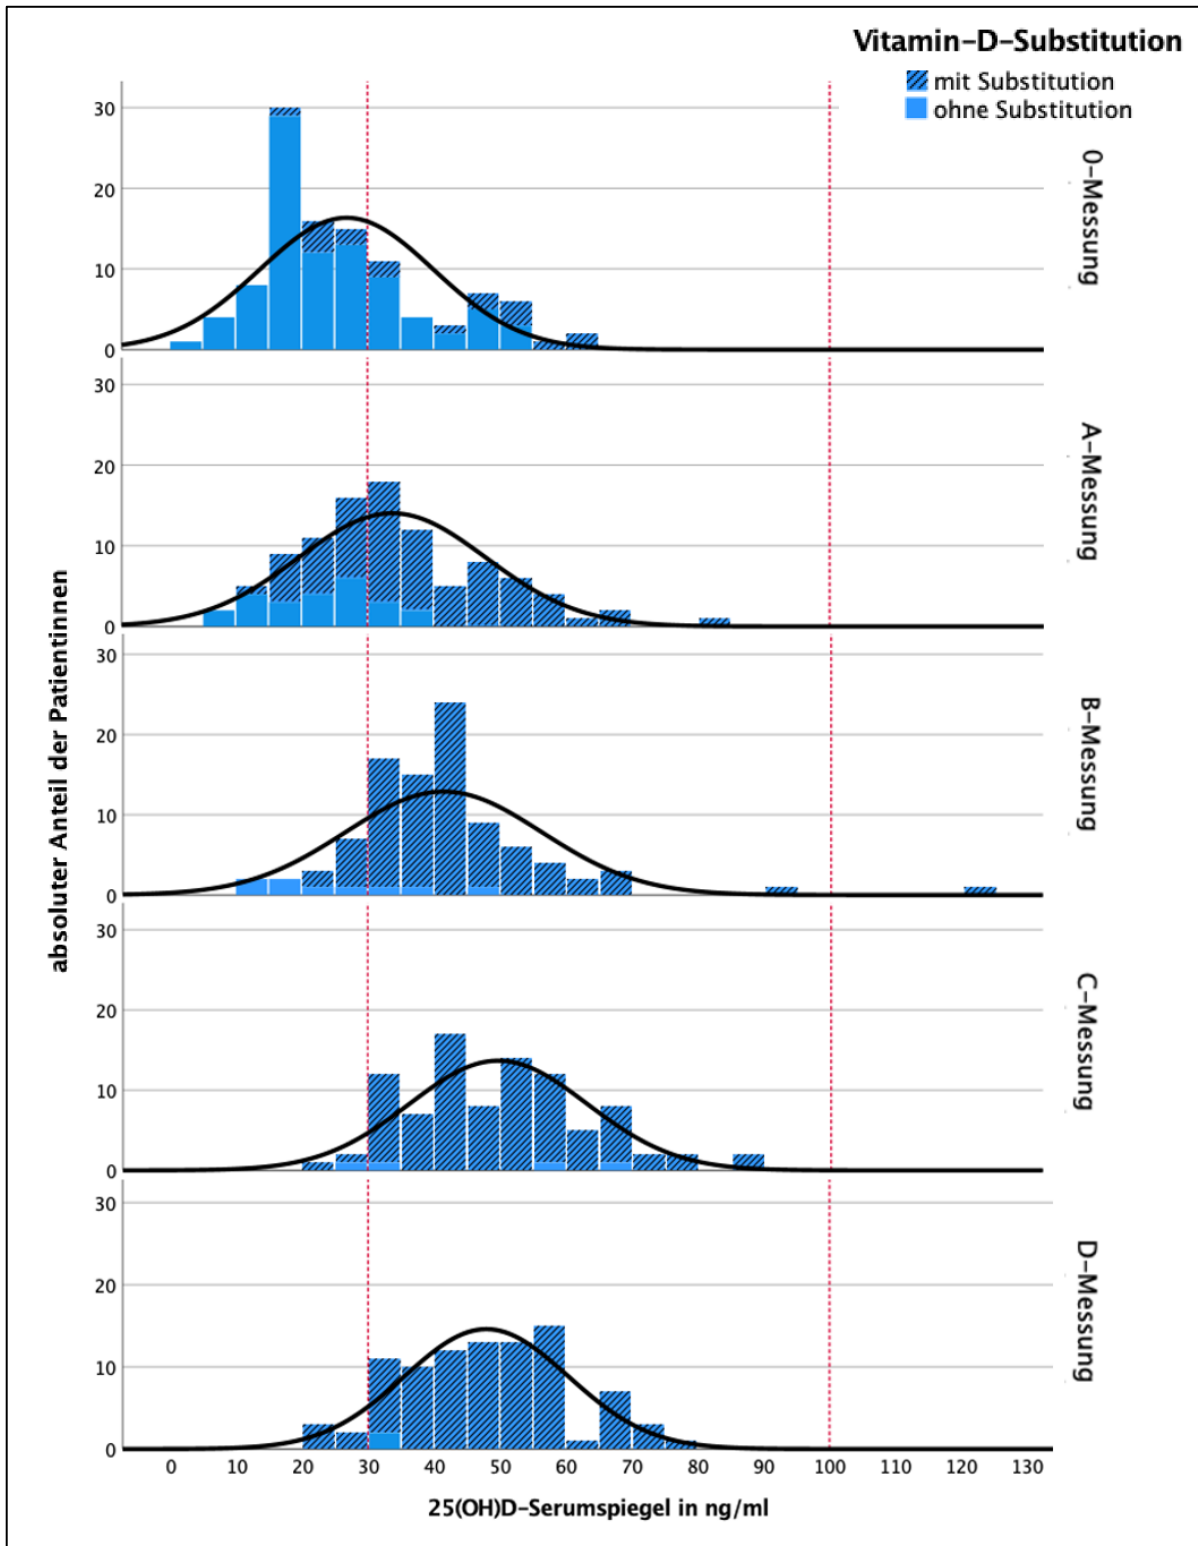 Vitamin-D-Substitution
mit Substitution
ohne Substitution
absoluter Anteil der Patientinnen
30
20
10
0
0-Messung
30
20
10
0
A-Messung
30
20
10
0
B-Messung
30
20
10
0
C-Messung
30
20
10
0
D-Messung
0 10 20 30 40 50 60 70 80 90 100 110 120 130
25(OH)D-Serumspiegel in ng/ml